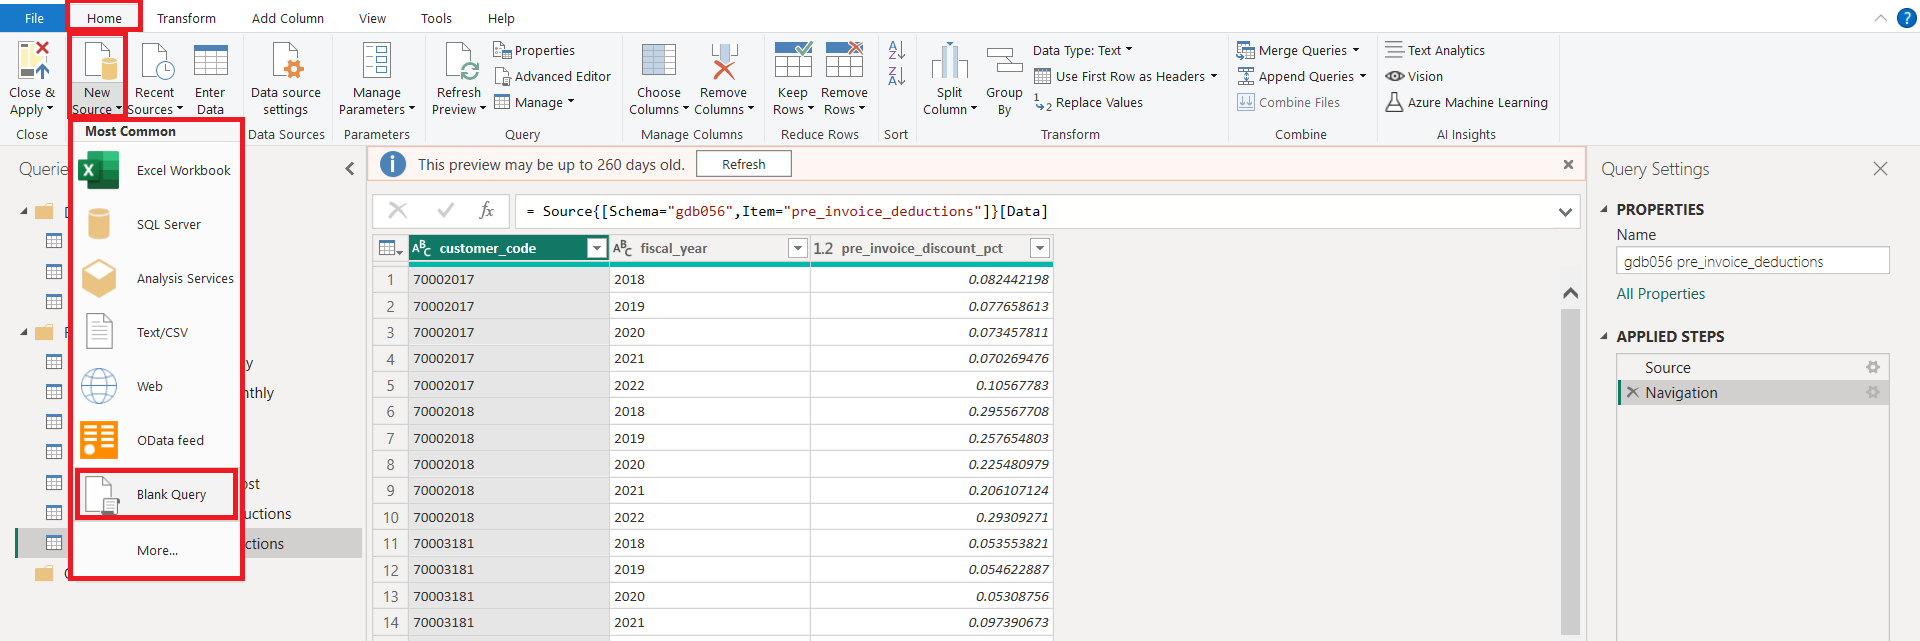 File Home Transform Add Column View Tools Help
Close & Apply
New Source
Recent Sources
Enter Data
Data source settings
Manage Parameters
Refresh Preview
Properties
Advanced Editor
Manage
Choose Columns
Remove Columns
Keep Rows
Remove Rows
Split Column
Group By
Data Type: Text
Use First Row as Headers
Replace Values
Merge Queries
Append Queries
Combine Files
Text Analytics
Vision
Azure Machine Learning
Close
Data Sources
Parameters
Query
Manage Columns
Reduce Rows
Sort
Transform
Combine
AI Insights
Most Common
Excel Workbook
SQL Server
Analysis Services
Text/CSV
Web
OData feed
Blank Query
More...
This preview may be up to 260 days old. Refresh
fx = Source{[Schema="gdb056",Item="pre_invoice_deductions"]}[Data]
ABC customer_code ABC fiscal_year 1.2 pre_invoice_discount_pct
1 70002017 2018 0.082442198
2 70002017 2019 0.077658613
3 70002017 2020 0.073457811
4 70002017 2021 0.070269476
5 70002017 2022 0.10567783
6 70002018 2018 0.295567708
7 70002018 2019 0.257654803
8 70002018 2020 0.225480979
9 70002018 2021 0.206107124
10 70002018 2022 0.29309271
11 70003181 2018 0.053553821
12 70003181 2019 0.054622887
13 70003181 2020 0.05308756
14 70003181 2021 0.097390673
Query Settings
PROPERTIES
Name
gdb056 pre_invoice_deductions
All Properties
APPLIED STEPS
Source
Navigation